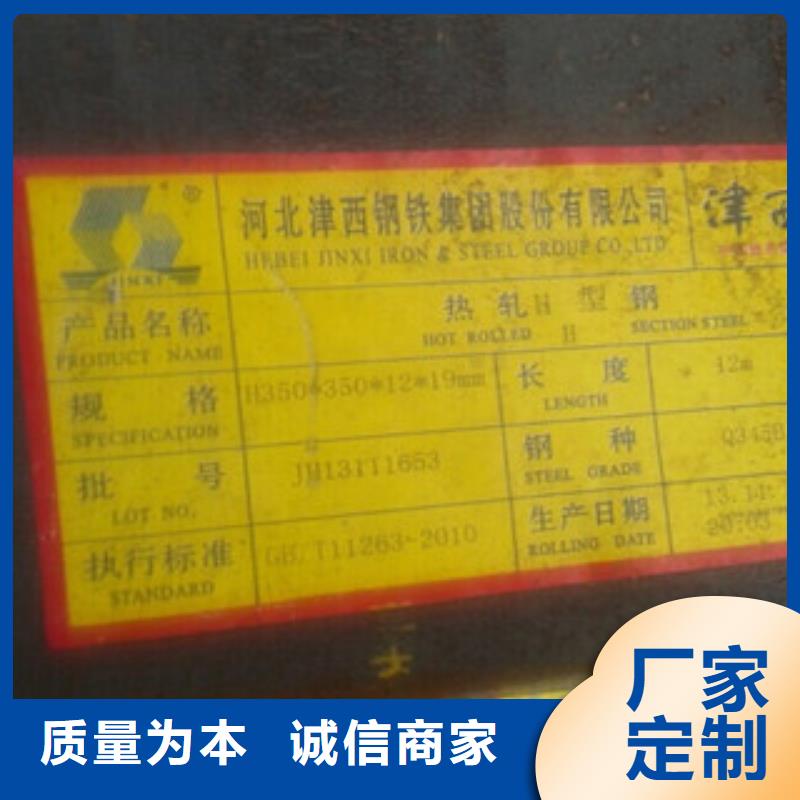 JINXI ®
河北津西钢铁集团股份有限公司 津西
HEBEI JINXI IRON & STEEL GROUP CO., LTD
产品名称 热轧H型钢
PRODUCT NAME HOT ROLLED H SECTION STEEL
规格 H350*350*12*19mm 长度 12m
SPECIFICATION LENGTH
批号 钢种 Q345B
LOT NO. STEEL GRADE
执行标准 GB/T11263-2010 生产日期 20:03
STANDARD ROLLING DATE
质量为本 诚信商家
厂家
定制